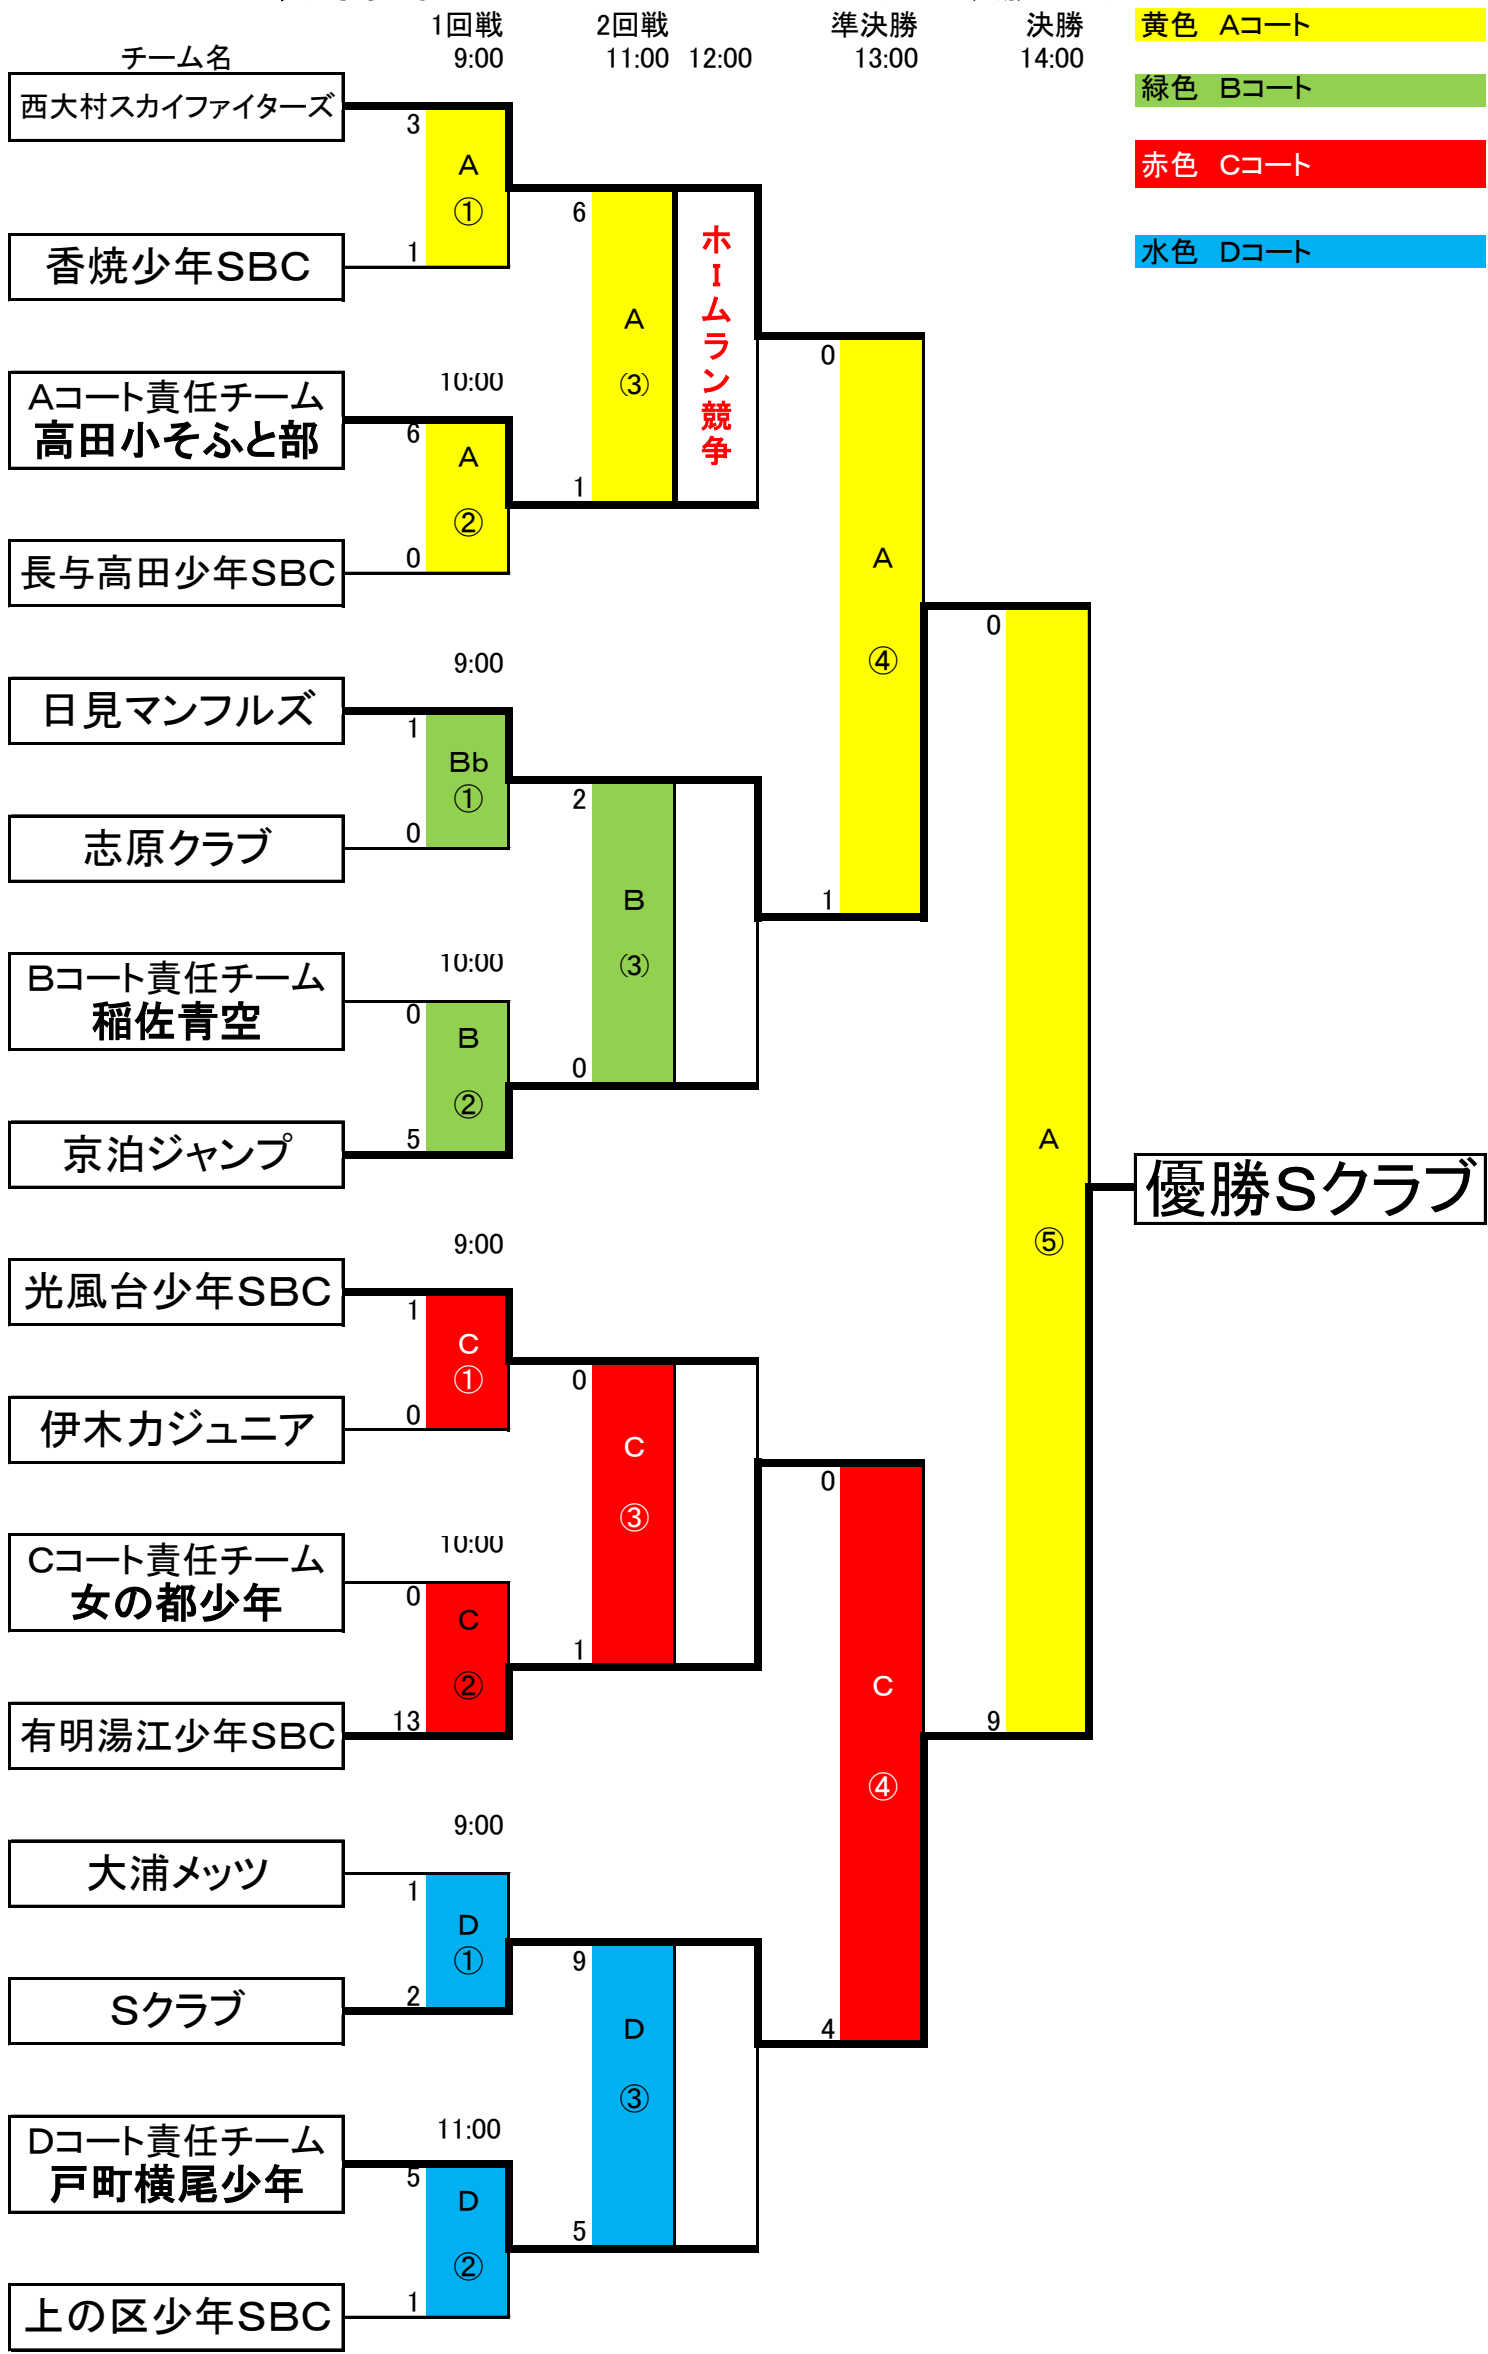 1回戦 2回戦 準決勝 決勝
チーム名 9:00 11:00 12:00 13:00 14:00
黄色 Aコート
緑色 Bコート
赤色 Cコート
水色 Dコート
西大村スカイファイターズ
3
A
①
1
香焼少年SBC
6
A
(3)
1
ホームラン競争
Aコート責任チーム
高田小そふと部
10:00
6
A
②
0
長与高田少年SBC
0
A
④
1
9:00
日見マンフルズ
1
Bb
①
0
志原クラブ
2
B
(3)
0
Bコート責任チーム
稲佐青空
10:00
0
B
②
5
京泊ジャンプ
0
A
⑤
9
優勝Sクラブ
9:00
光風台少年SBC
1
C
①
0
伊木力ジュニア
0
C
③
1
Cコート責任チーム
女の都少年
10:00
0
C
②
13
有明湯江少年SBC
0
C
④
4
9:00
大浦メッツ
1
D
①
2
Sクラブ
9
D
③
5
Dコート責任チーム
戸町横尾少年
11:00
5
D
②
1
上の区少年SBC